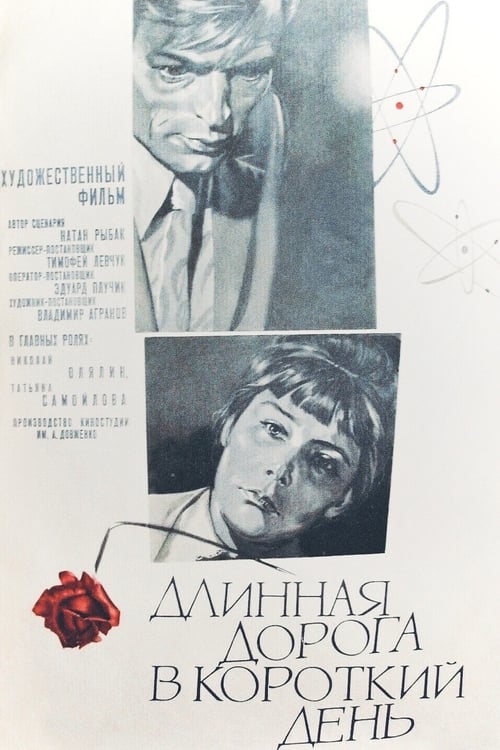 ХУДОЖЕСТВЕННЫЙ
ФИЛЬМ
АВТОР СЦЕНАРИЯ
НАТАН РЫБАК
РЕЖИССЕР-ПОСТАНОВЩИК
ТИМОФЕЙ ЛЕВЧУК
ОПЕРАТОР-ПОСТАНОВЩИК
ЭДУАРД ПЛУЧИК
ХУДОЖНИК-ПОСТАНОВЩИК
ВЛАДИМИР АГРАНОВ
В ГЛАВНЫХ РОЛЯХ:
НИКОЛАЙ
ОЛЯЛИН,
ТАТЬЯНА
САМОЙЛОВА
ПРОИЗВОДСТВО КИНОСТУДИИ
ИМ. А. ДОВЖЕНКО
ДЛИННАЯ
ДОРОГА
В КОРОТКИЙ
ДЕНЬ